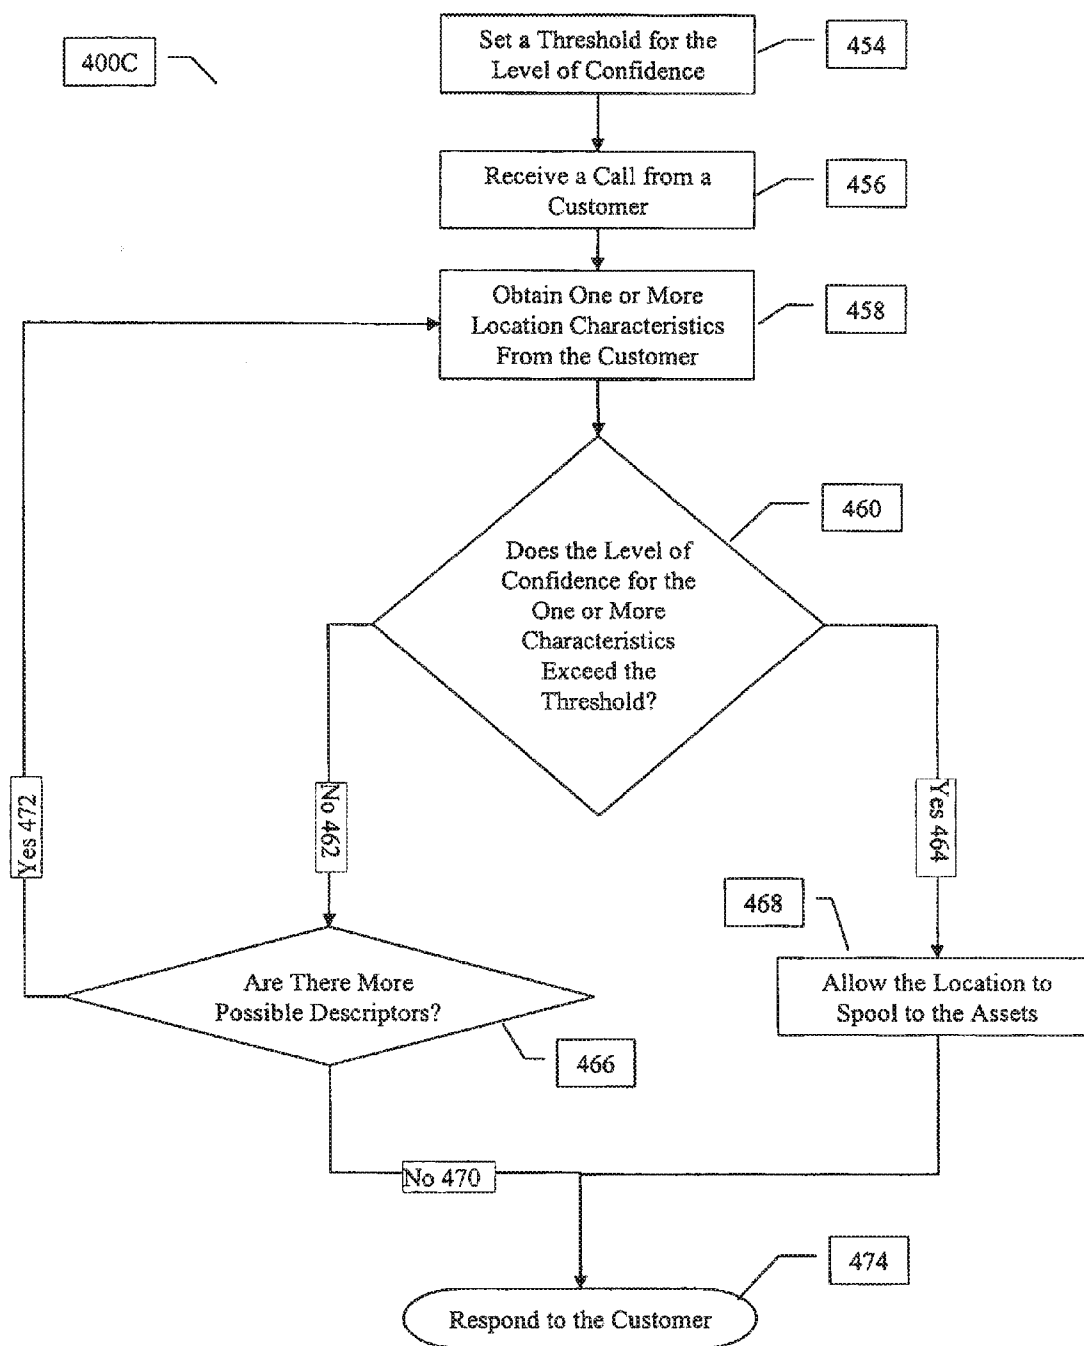 400C
Set a Threshold for the
Level of Confidence
454
Receive a Call from a
Customer
456
Obtain One or More
Location Characteristics
From the Customer
458
460
Does the Level of
Confidence for the
One or More
Characteristics
Exceed the
Threshold?
Yes 472
No 462
Yes 464
468
Are There More
Possible Descriptors?
Allow the Location to
Spool to the Assets
466
No 470
474
Respond to the Customer